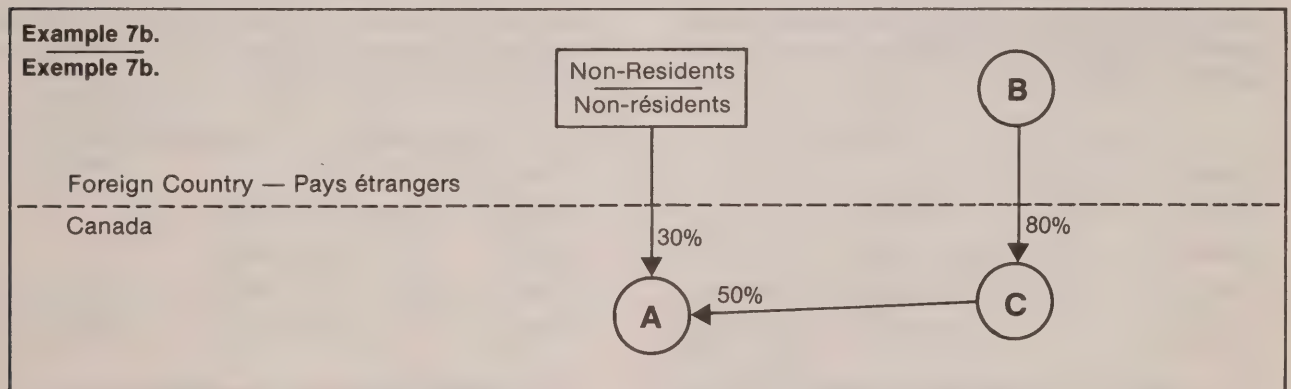 Example 7b.
Exemple 7b.
Non-Residents
Non-résidents
B
Foreign Country — Pays étrangers
Canada
30%
80%
50%
A
C